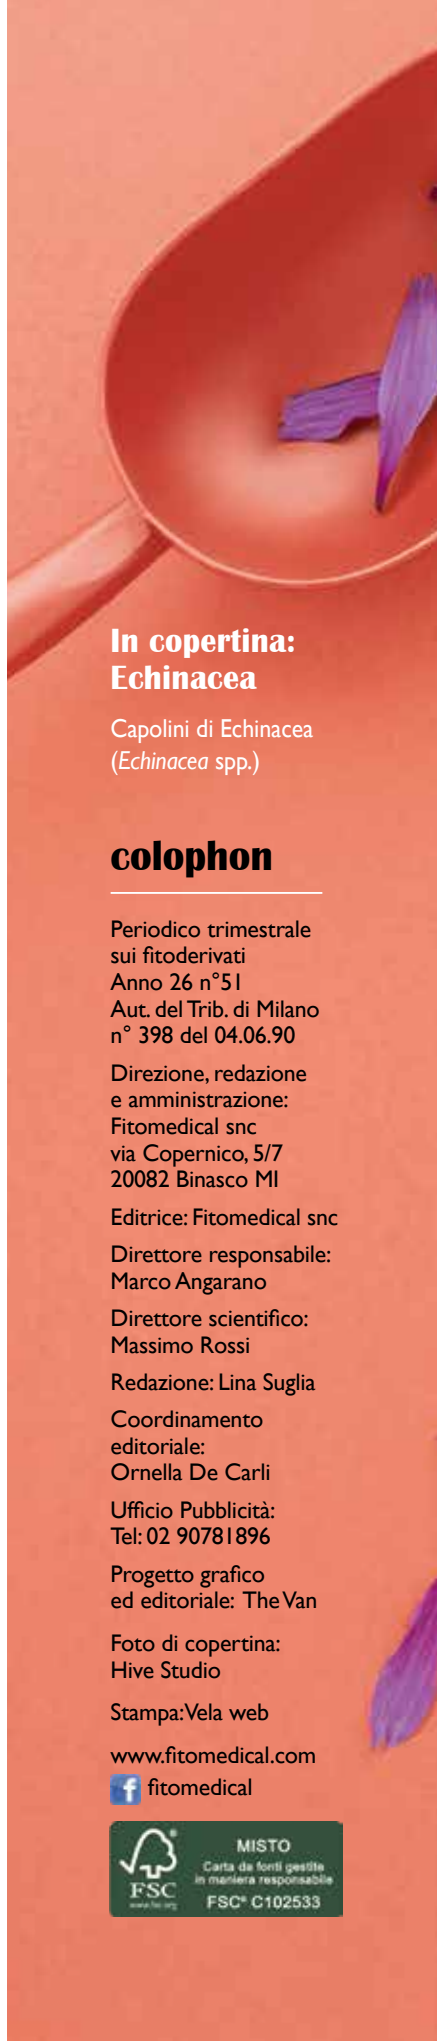 In copertina:
Echinacea
Capolini di Echinacea
(Echinacea spp.)
colophon
Periodico trimestrale
sui fitoderivati
Anno 26 n°51
Aut. del Trib. di Milano
n° 398 del 04.06.90
Direzione, redazione
e amministrazione:
Fitomedical snc
via Copernico, 5/7
20082 Binasco MI
Editrice: Fitomedical snc
Direttore responsabile:
Marco Angarano
Direttore scientifico:
Massimo Rossi
Redazione: Lina Suglia
Coordinamento
editoriale:
Ornella De Carli
Ufficio Pubblicità:
Tel: 02 90781896
Progetto grafico
ed editoriale: The Van
Foto di copertina:
Hive Studio
Stampa: Vela web
www.fitomedical.com
f fitomedical
MISTO
Carta da fonti gestite
in maniera responsabile
FSC® C102533
FSC
www.fsc.org